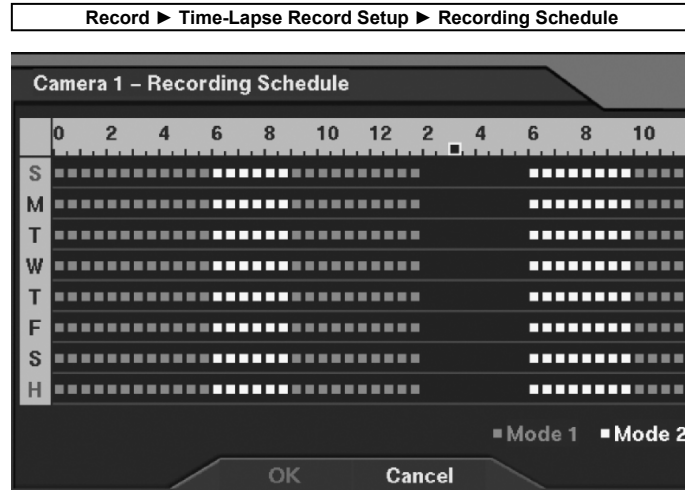 Record ► Time-Lapse Record Setup ► Recording Schedule
Camera 1 – Recording Schedule
0 2 4 6 8 10 12 2 4 6 8 10
S
M
T
W
T
F
S
H
Mode 1 Mode 2
OK Cancel